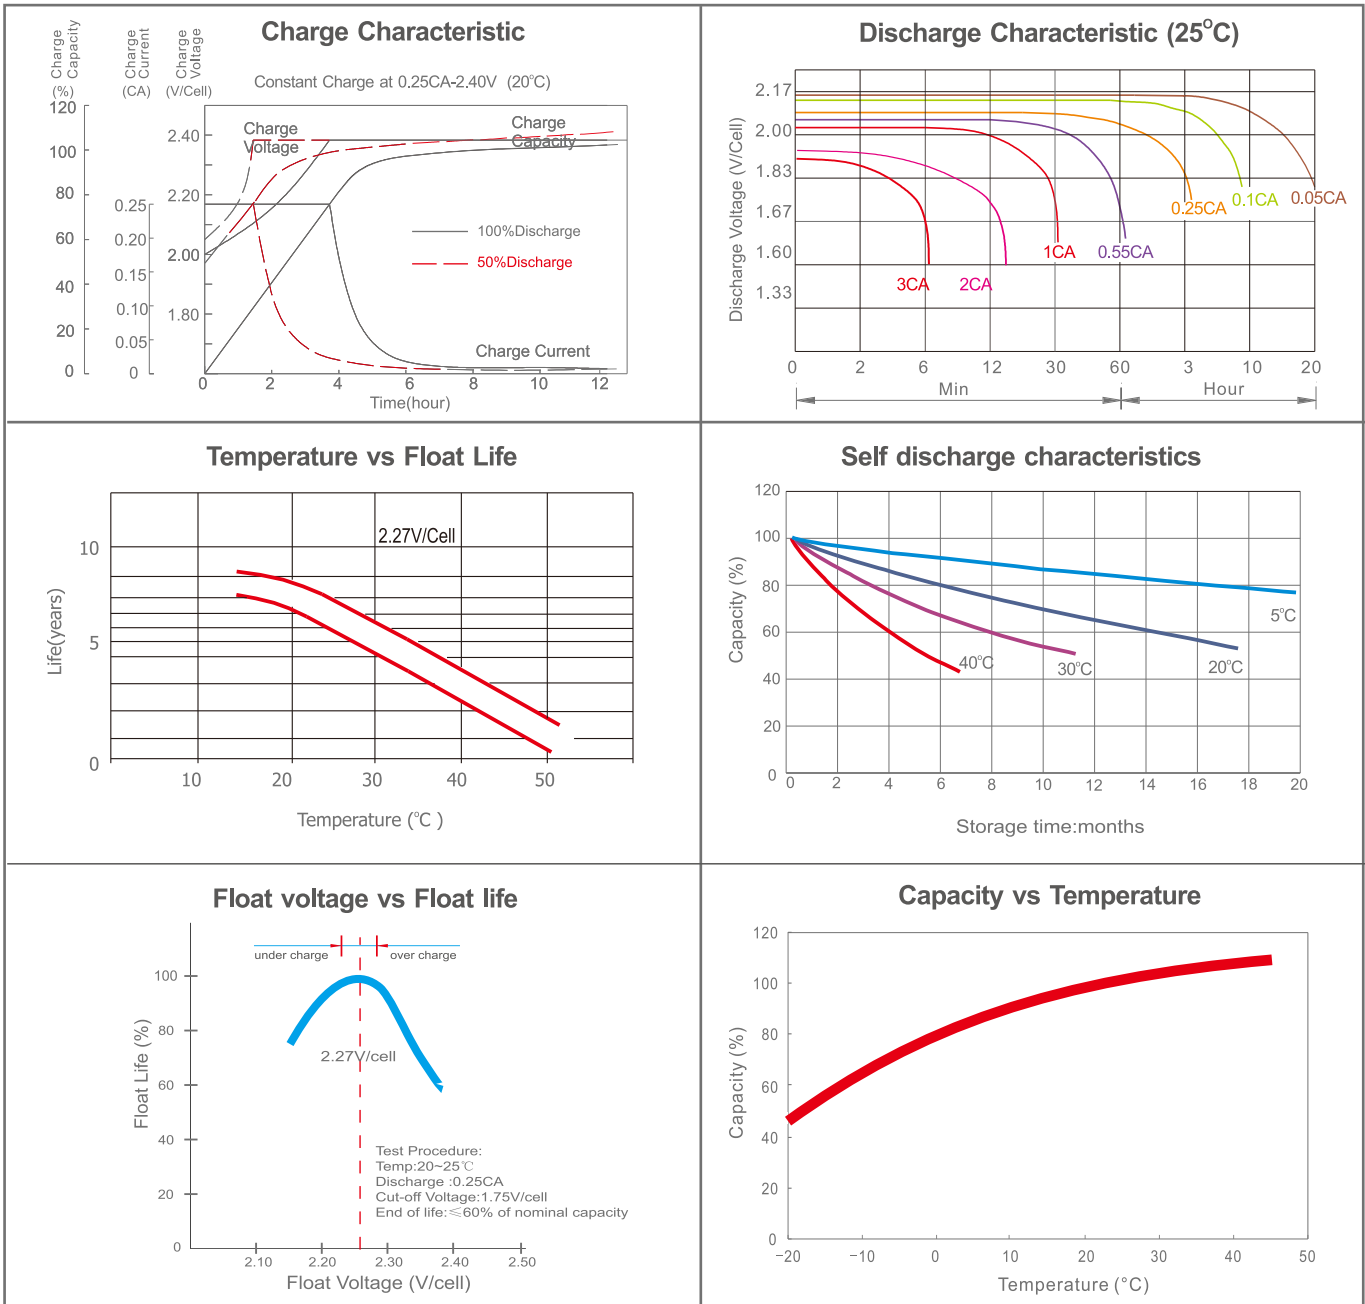 Charge Characteristic
Charge
Capacity
Charge
Current
Charge
Voltage
(%)
(CA)
(V/Cell)
Constant Charge at 0.25CA-2.40V (20°C)
120
100
80
60
40
20
0
0.25
0.20
0.15
0.10
0.05
0
2.40
2.20
2.00
1.80
Charge
Voltage
Charge
Capacity
100%Discharge
50%Discharge
Charge Current
0
2
4
6
8
10
12
Time(hour)
Discharge Characteristic (25°C)
Discharge Voltage (V/Cell)
2.17
2.00
1.83
1.67
1.60
1.33
3CA
2CA
1CA
0.55CA
0.25CA
0.1CA
0.05CA
0
2
6
12
30
60
3
10
20
Min
Hour
Temperature vs Float Life
Life(years)
10
5
0
2.27V/Cell
10
20
30
40
50
Temperature (°C )
Self discharge characteristics
Capacity (%)
120
100
80
60
40
20
0
5°C
40°C
30°C
20°C
0
2
4
6
8
10
12
14
16
18
20
Storage time:months
Float voltage vs Float life
Float Life (%)
under charge
over charge
100
80
60
40
20
0
2.27V/cell
Test Procedure:
Temp:20~25℃
Discharge :0.25CA
Cut-off Voltage:1.75V/cell
End of life:≤60% of nominal capacity
2.10
2.20
2.30
2.40
2.50
Float Voltage (V/cell)
Capacity vs Temperature
Capacity (%)
120
100
80
60
40
20
0
−20
−10
0
10
20
30
40
50
Temperature (°C)